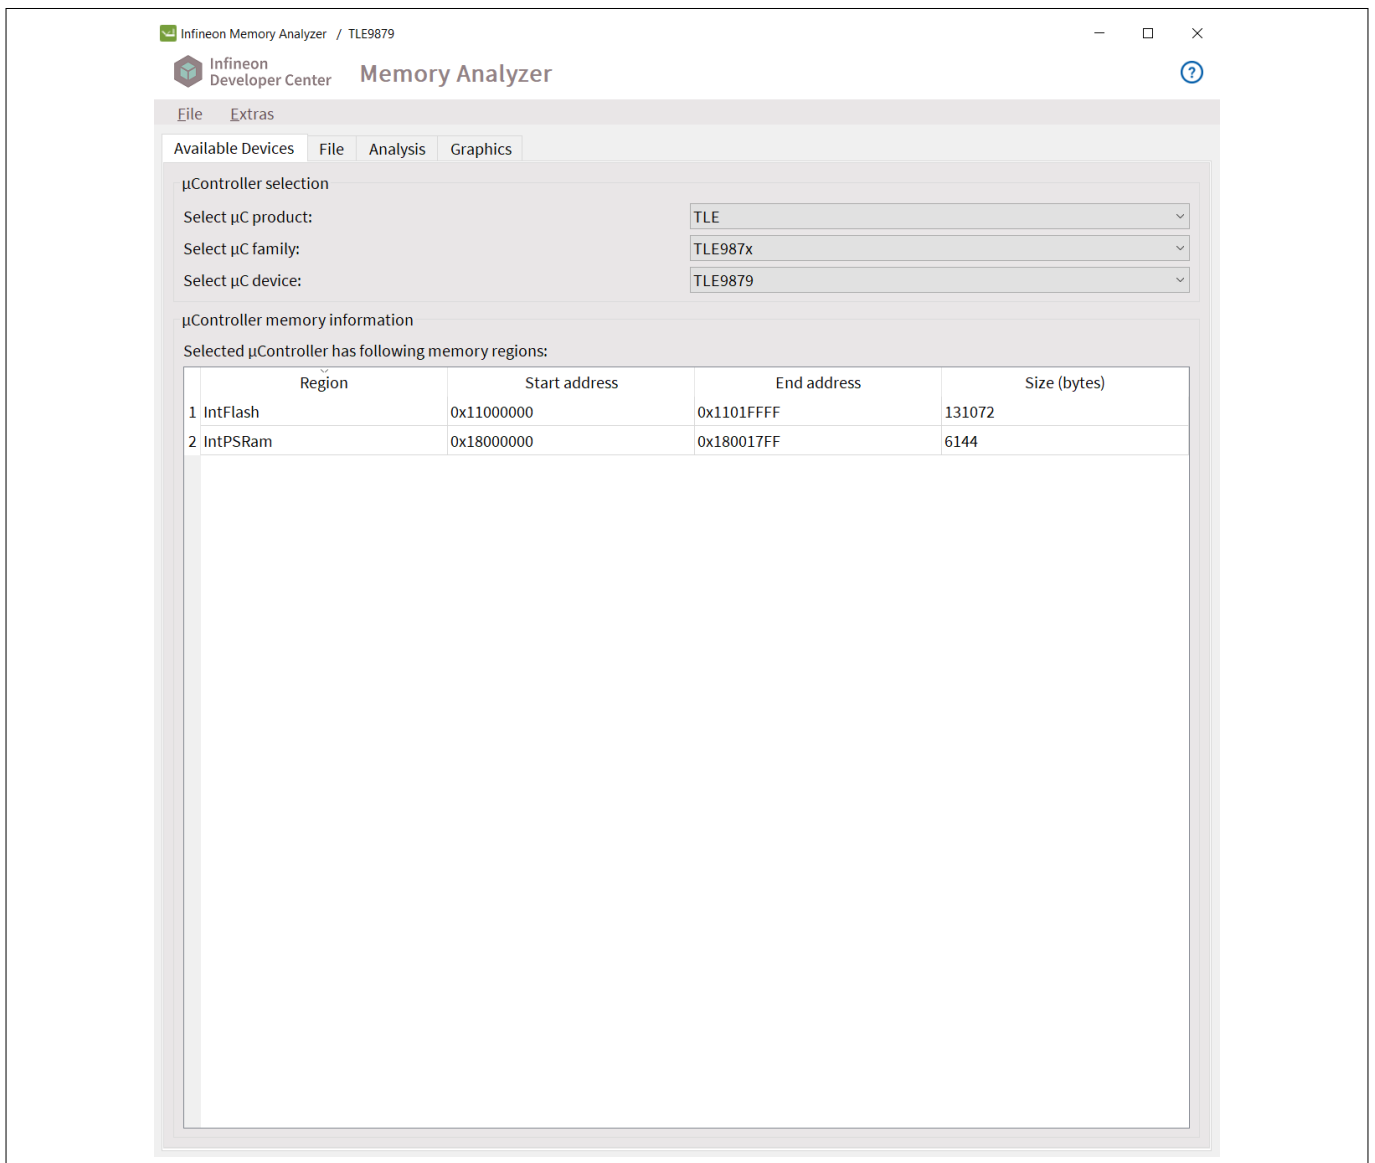 Infineon Memory Analyzer / TLE9879
Infineon
Developer Center
Memory Analyzer
?
File Extras
Available Devices File Analysis Graphics
µController selection
Select µC product: TLE
Select µC family: TLE987x
Select µC device: TLE9879
µController memory information
Selected µController has following memory regions:
Region Start address End address Size (bytes)
1 IntFlash 0x11000000 0x1101FFFF 131072
2 IntPSRam 0x18000000 0x180017FF 6144